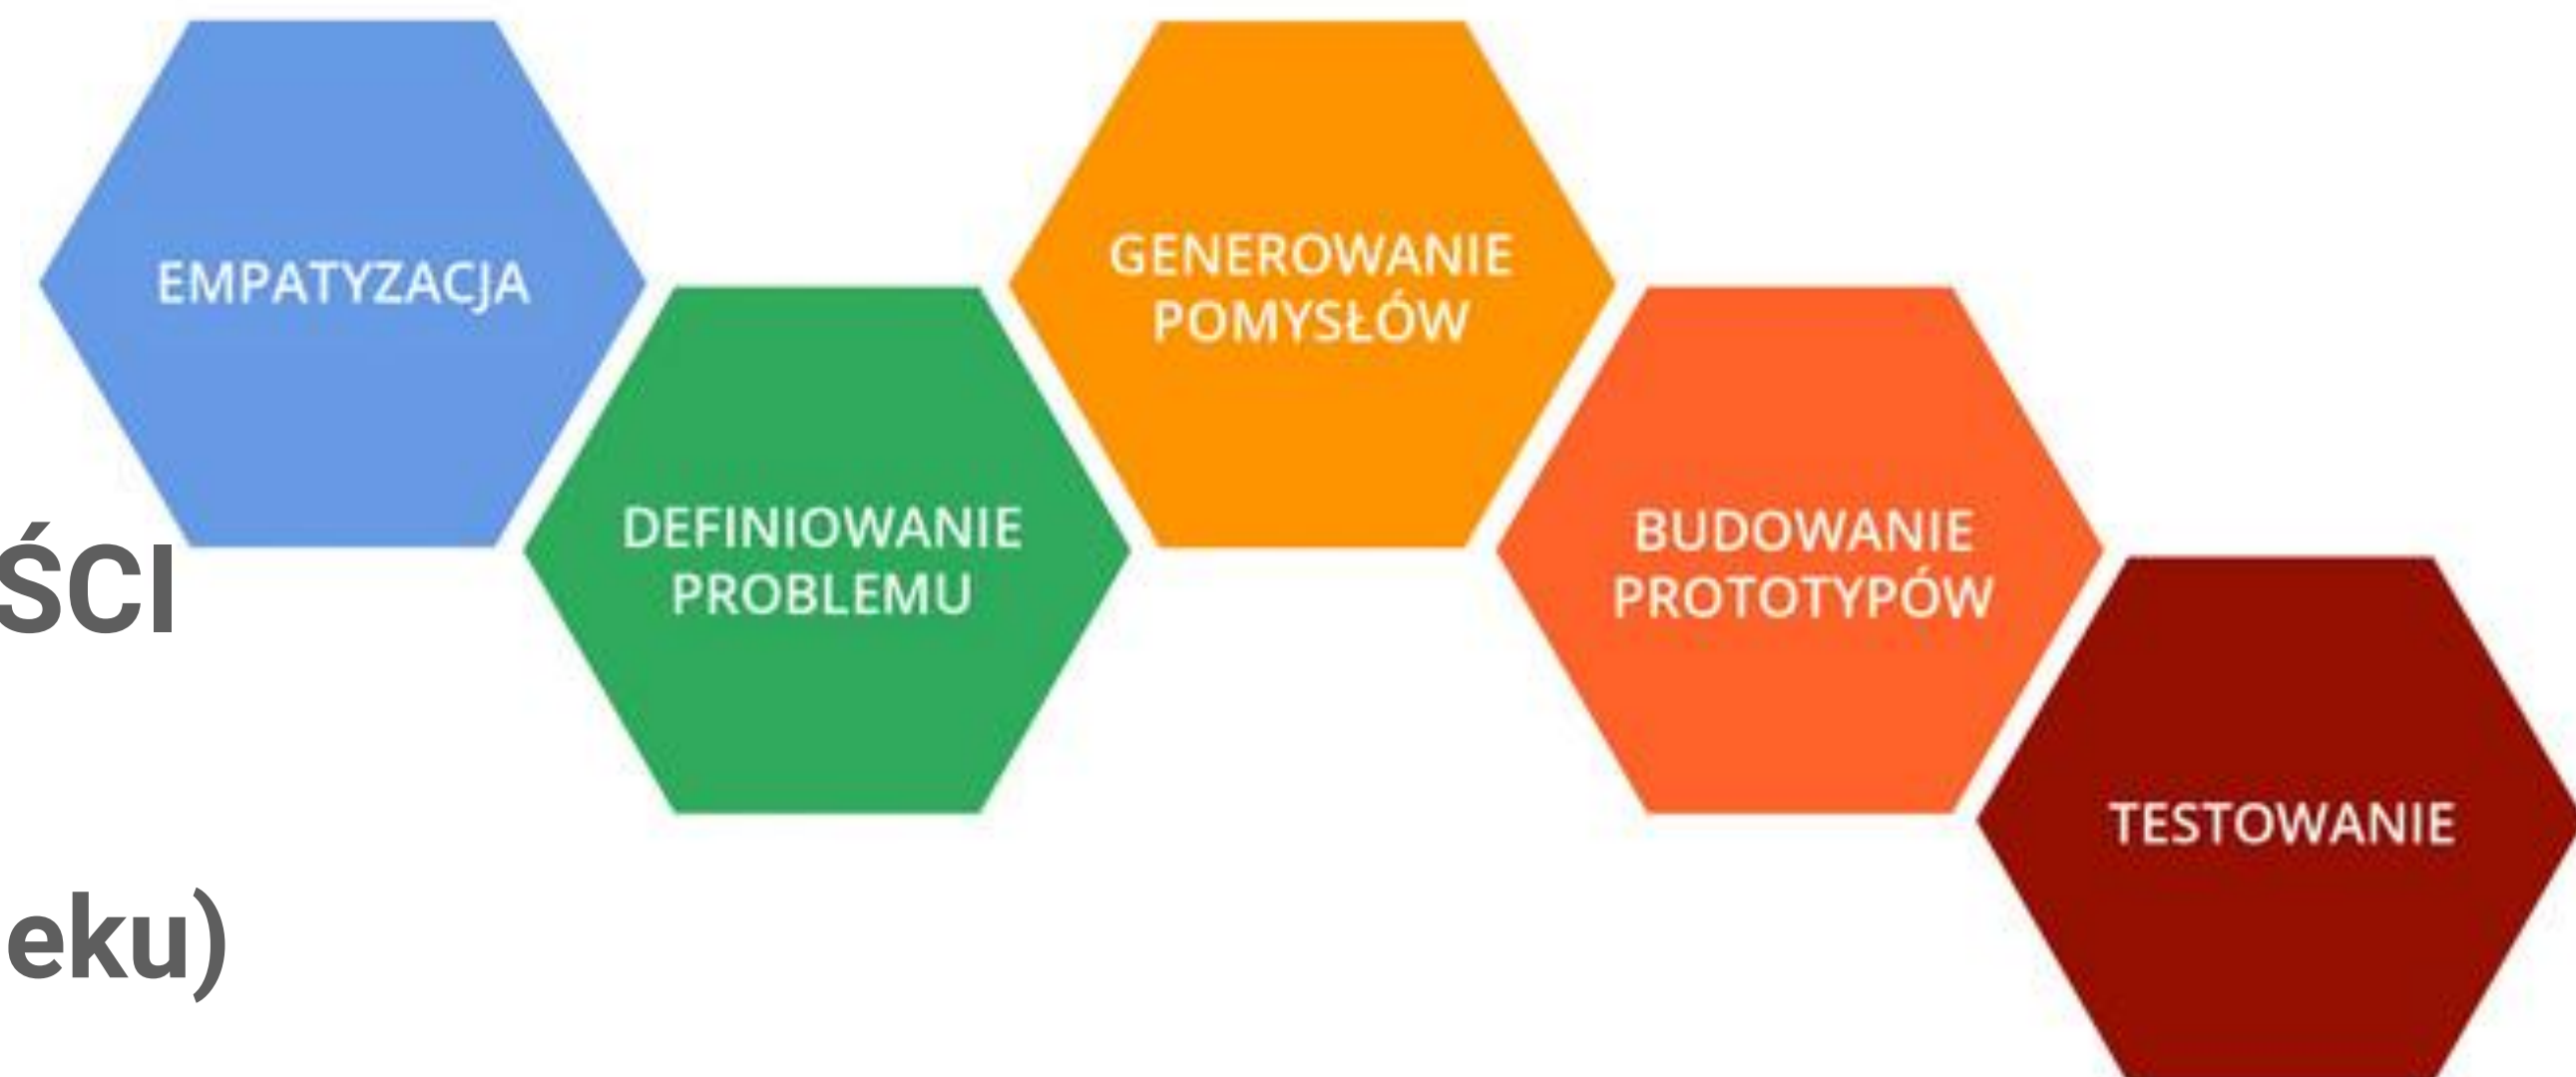 EMPATYZACJA
DEFINIOWANIE
PROBLEMU
GENEROWANIE
POMYSŁÓW
BUDOWANIE
PROTOTYPÓW
TESTOWANIE
ŚCI
eku)